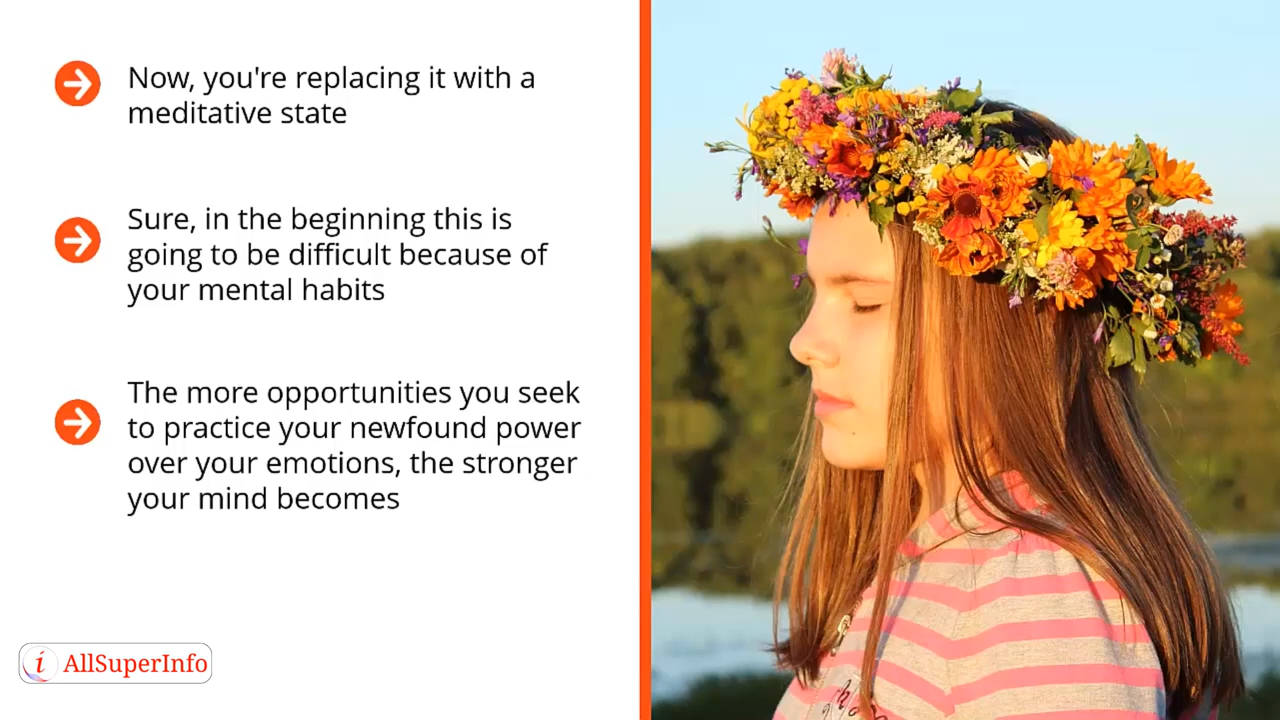 Now, you're replacing it with a
meditative state
Sure, in the beginning this is
going to be difficult because of
your mental habits
The more opportunities you seek
to practice your newfound power
over your emotions, the stronger
your mind becomes
i AllSuperInfo